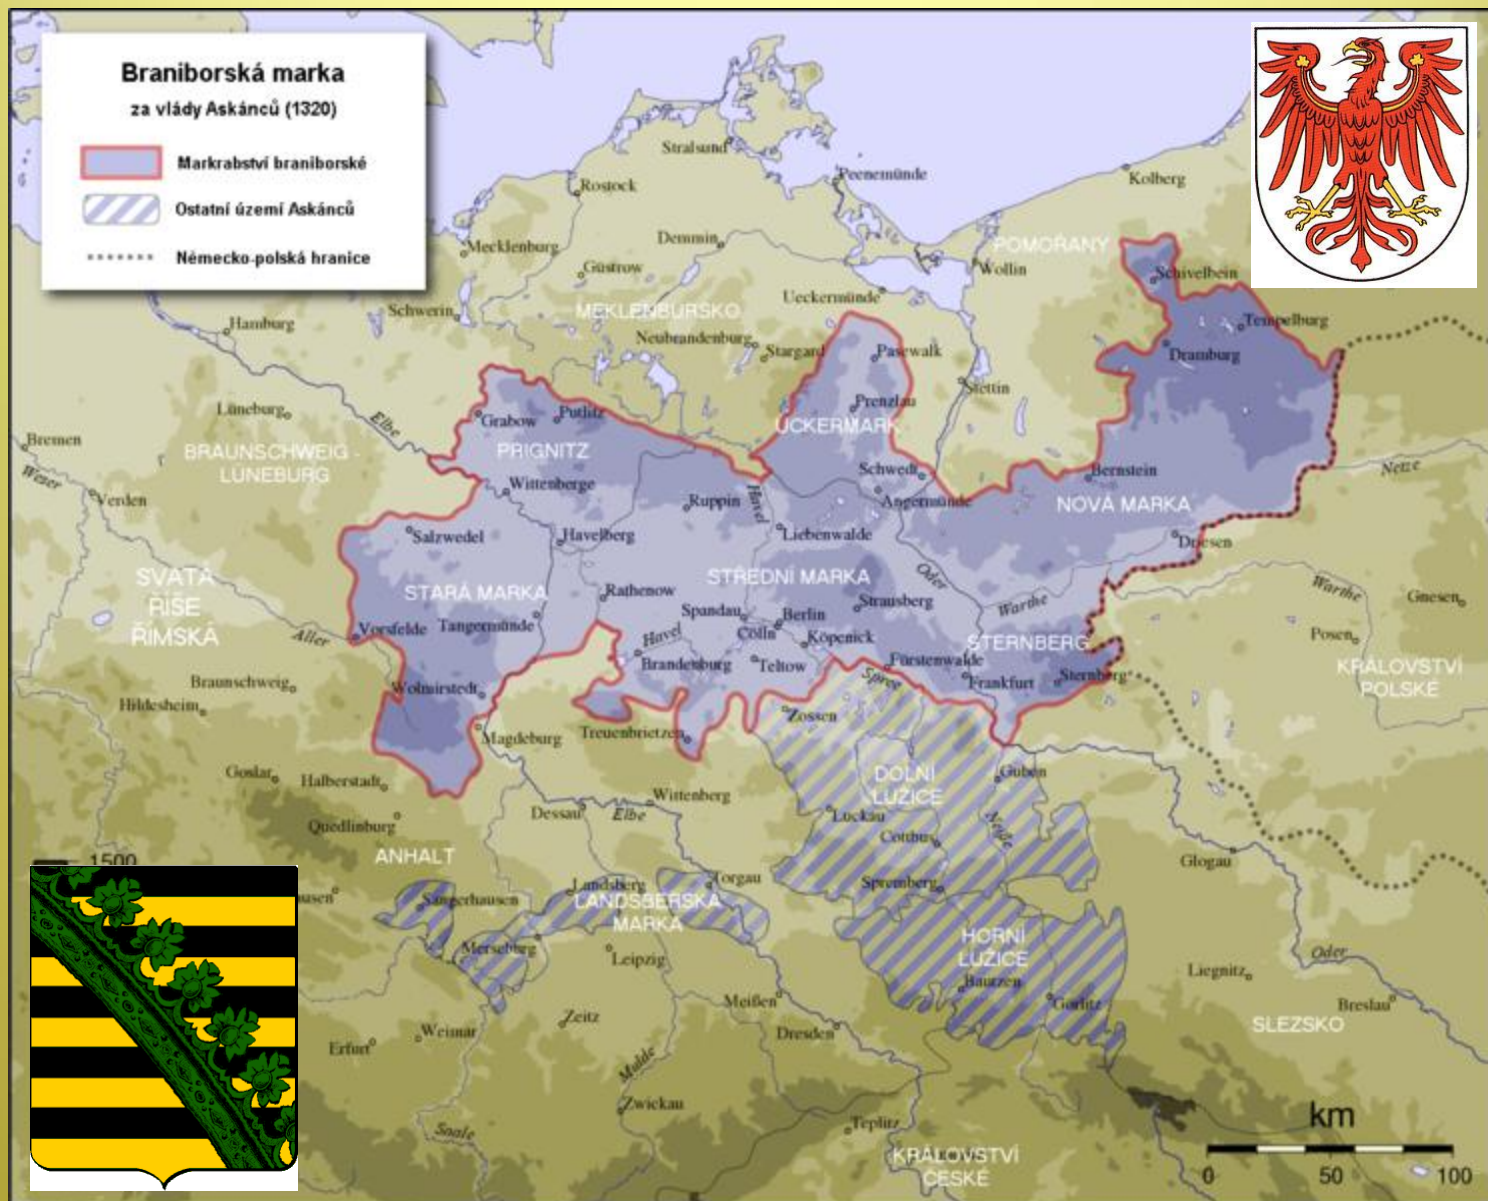 Braniborská marka
za vlády Askánců (1320)
Markrabství braniborské
Ostatní území Askánců
Německo-polská hranice
Stralsund
Peenemünde
Kolberg
Rostock
Mecklenburg
Demmin
POMOŘANY
Wollin
Schivelbein
Güstrow
Ueckermünde
Schwerin
MEKLENBURSKO
Hamburg
Neubrandenburg
Stargard
Pasewalk
Tempelburg
Dramburg
Stettin
Lüneburg
Elbe
Grabow
Putlitz
Prenzlau
UCKERMARK
Bremen
BRAUNSCHWEIG -
LÜNEBURG
PRIGNITZ
Weser
Verden
Wittenberge
Ruppin
Havel
Schwedt
Angermünde
Bernstein
Netze
NOVÁ MARKA
Salzwedel
Havelberg
Liebenwalde
Driesen
SVATÁ
ŘÍŠE
ŘÍMSKÁ
STARÁ MARKA
STŘEDNÍ MARKA
Oder
Warthe
Warthe
Gnesen
Rathenow
Spandau
Berlin
Strausberg
Vorsfelde
Tangermünde
Aller
Havel
Cölln
Köpenick
STERNBERG
Posen
Brandenburg
Teltow
Fürstenwalde
KRÁLOVSTVÍ
POLSKÉ
Braunschweig
Wolmirstedt
Spree
Frankfurt
Sternberg
Hildesheim
Zossen
Magdeburg
Treuenbrietzen
Goslar
Halberstadt
DOLNÍ
LUŽICE
Guben
Wittenberg
Dessau
Elbe
Quedlinburg
Luckau
Cottbus
Neiße
ANHALT
1500
Glogau
Landsberg
Torgau
Spremberg
usen
Sangerhausen
LANDSBERSKÁ
MARKA
Merseburg
Leipzig
HORNÍ
LUŽICE
Oder
Liegnitz
Bautzen
Görlitz
Breslau
Meißen
Zeitz
Weimar
Erfurt
Dresden
SLEZSKO
Mulde
Zwickau
Saale
Teplitz
KRÁLOVSTVÍ
ČESKÉ
km
0 50 100